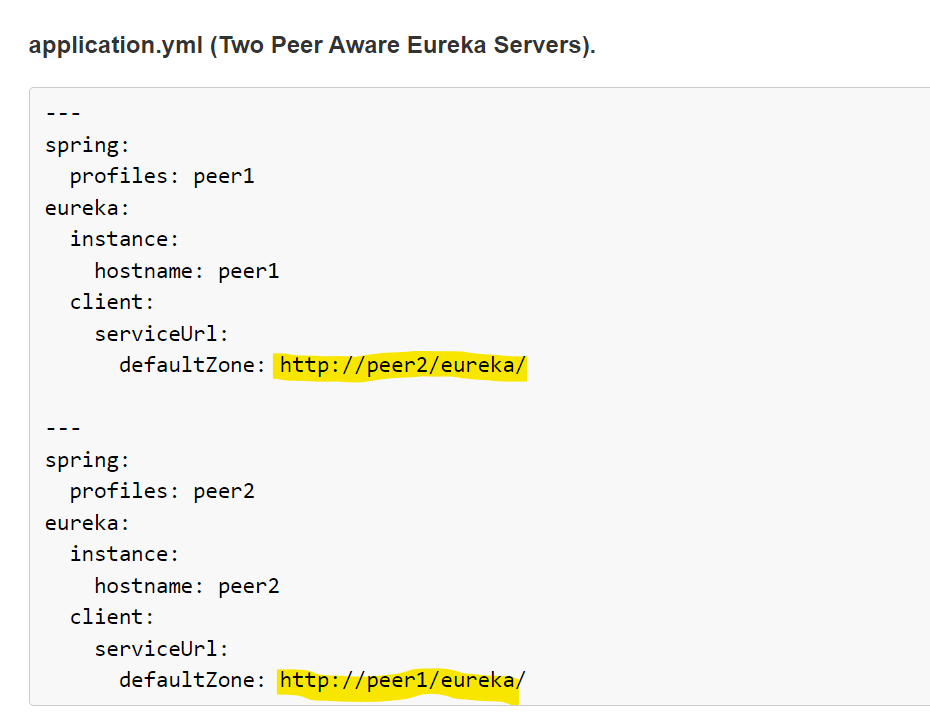 application.yml (Two Peer Aware Eureka Servers).
---
spring:
  profiles: peer1
eureka:
  instance:
    hostname: peer1
  client:
    serviceUrl:
      defaultZone: http://peer2/eureka/
---
spring:
  profiles: peer2
eureka:
  instance:
    hostname: peer2
  client:
    serviceUrl:
      defaultZone: http://peer1/eureka/